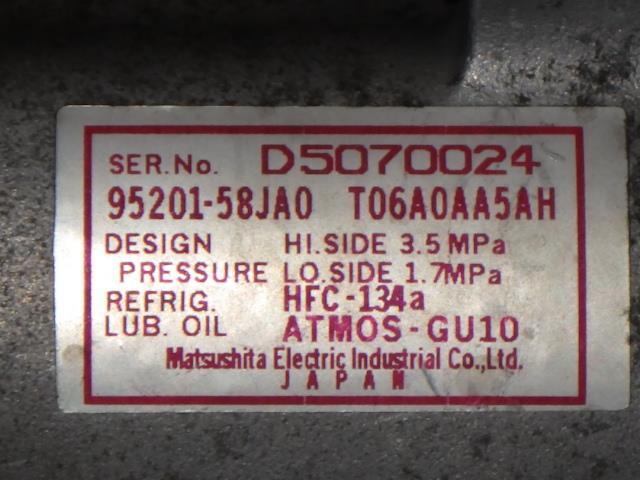 SER.No. D5070024
95201-58JA0 T06A0AA5AH
DESIGN HI.SIDE 3.5MPa
PRESSURE LO.SIDE 1.7MPa
REFRIG. HFC-134a
LUB. OIL ATMOS-GU10
Matsushita Electric Industrial Co.,Ltd.
JAPAN